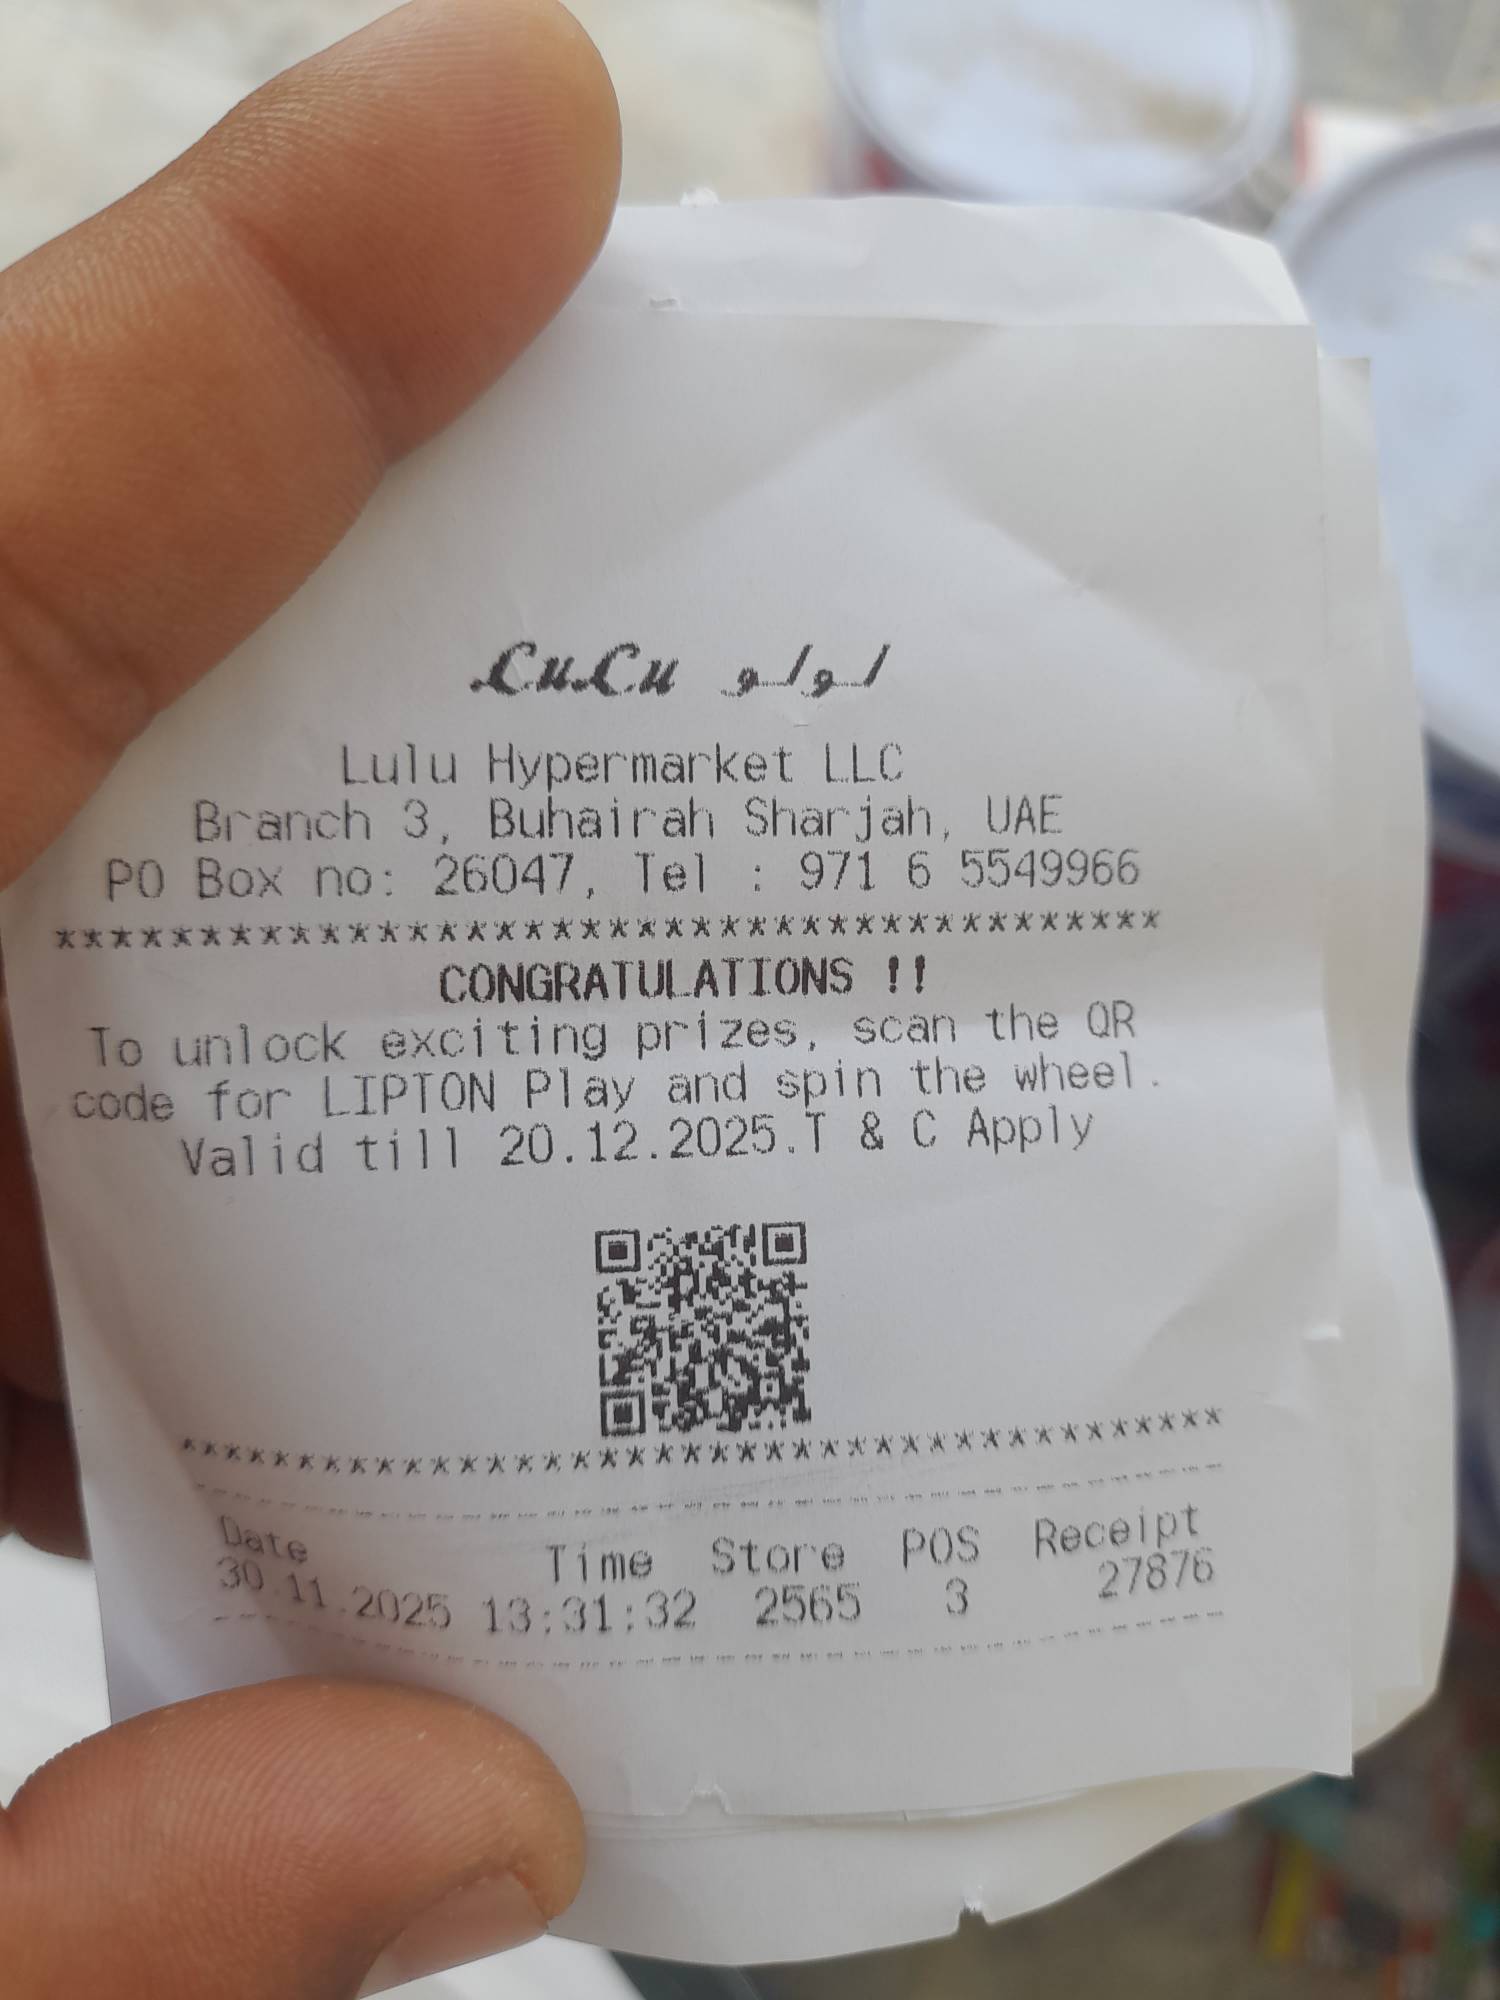 LuLu لولو
Lulu Hypermarket LLC
Branch 3, Buhairah Sharjah, UAE
PO Box no: 26047, Tel : 971 6 5549966
***************************************
CONGRATULATIONS !!
To unlock exciting prizes, scan the QR
code for LIPTON Play and spin the wheel.
Valid till 20.12.2025.T & C Apply
***************************************
Date Time Store POS Receipt
30.11.2025 13:31:32 2565 3 27876